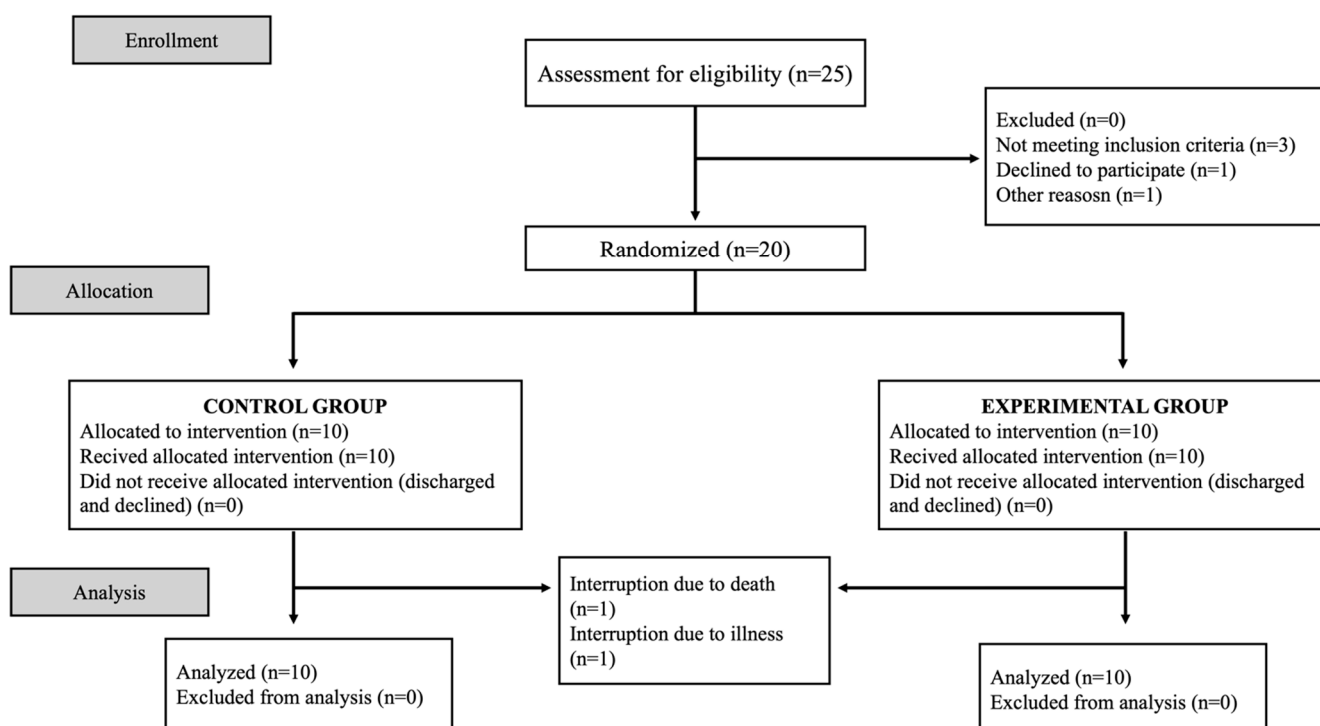 Enrollment
Assessment for eligibility (n=25)
Excluded (n=0)
Not meeting inclusion criteria (n=3)
Declined to participate (n=1)
Other reasosn (n=1)
Randomized (n=20)
Allocation
CONTROL GROUP
Allocated to intervention (n=10)
Recived allocated intervention (n=10)
Did not receive allocated intervention (discharged
and declined) (n=0)
EXPERIMENTAL GROUP
Allocated to intervention (n=10)
Recived allocated intervention (n=10)
Did not receive allocated intervention (discharged
and declined) (n=0)
Analysis
Interruption due to death
(n=1)
Interruption due to illness
(n=1)
Analyzed (n=10)
Excluded from analysis (n=0)
Analyzed (n=10)
Excluded from analysis (n=0)